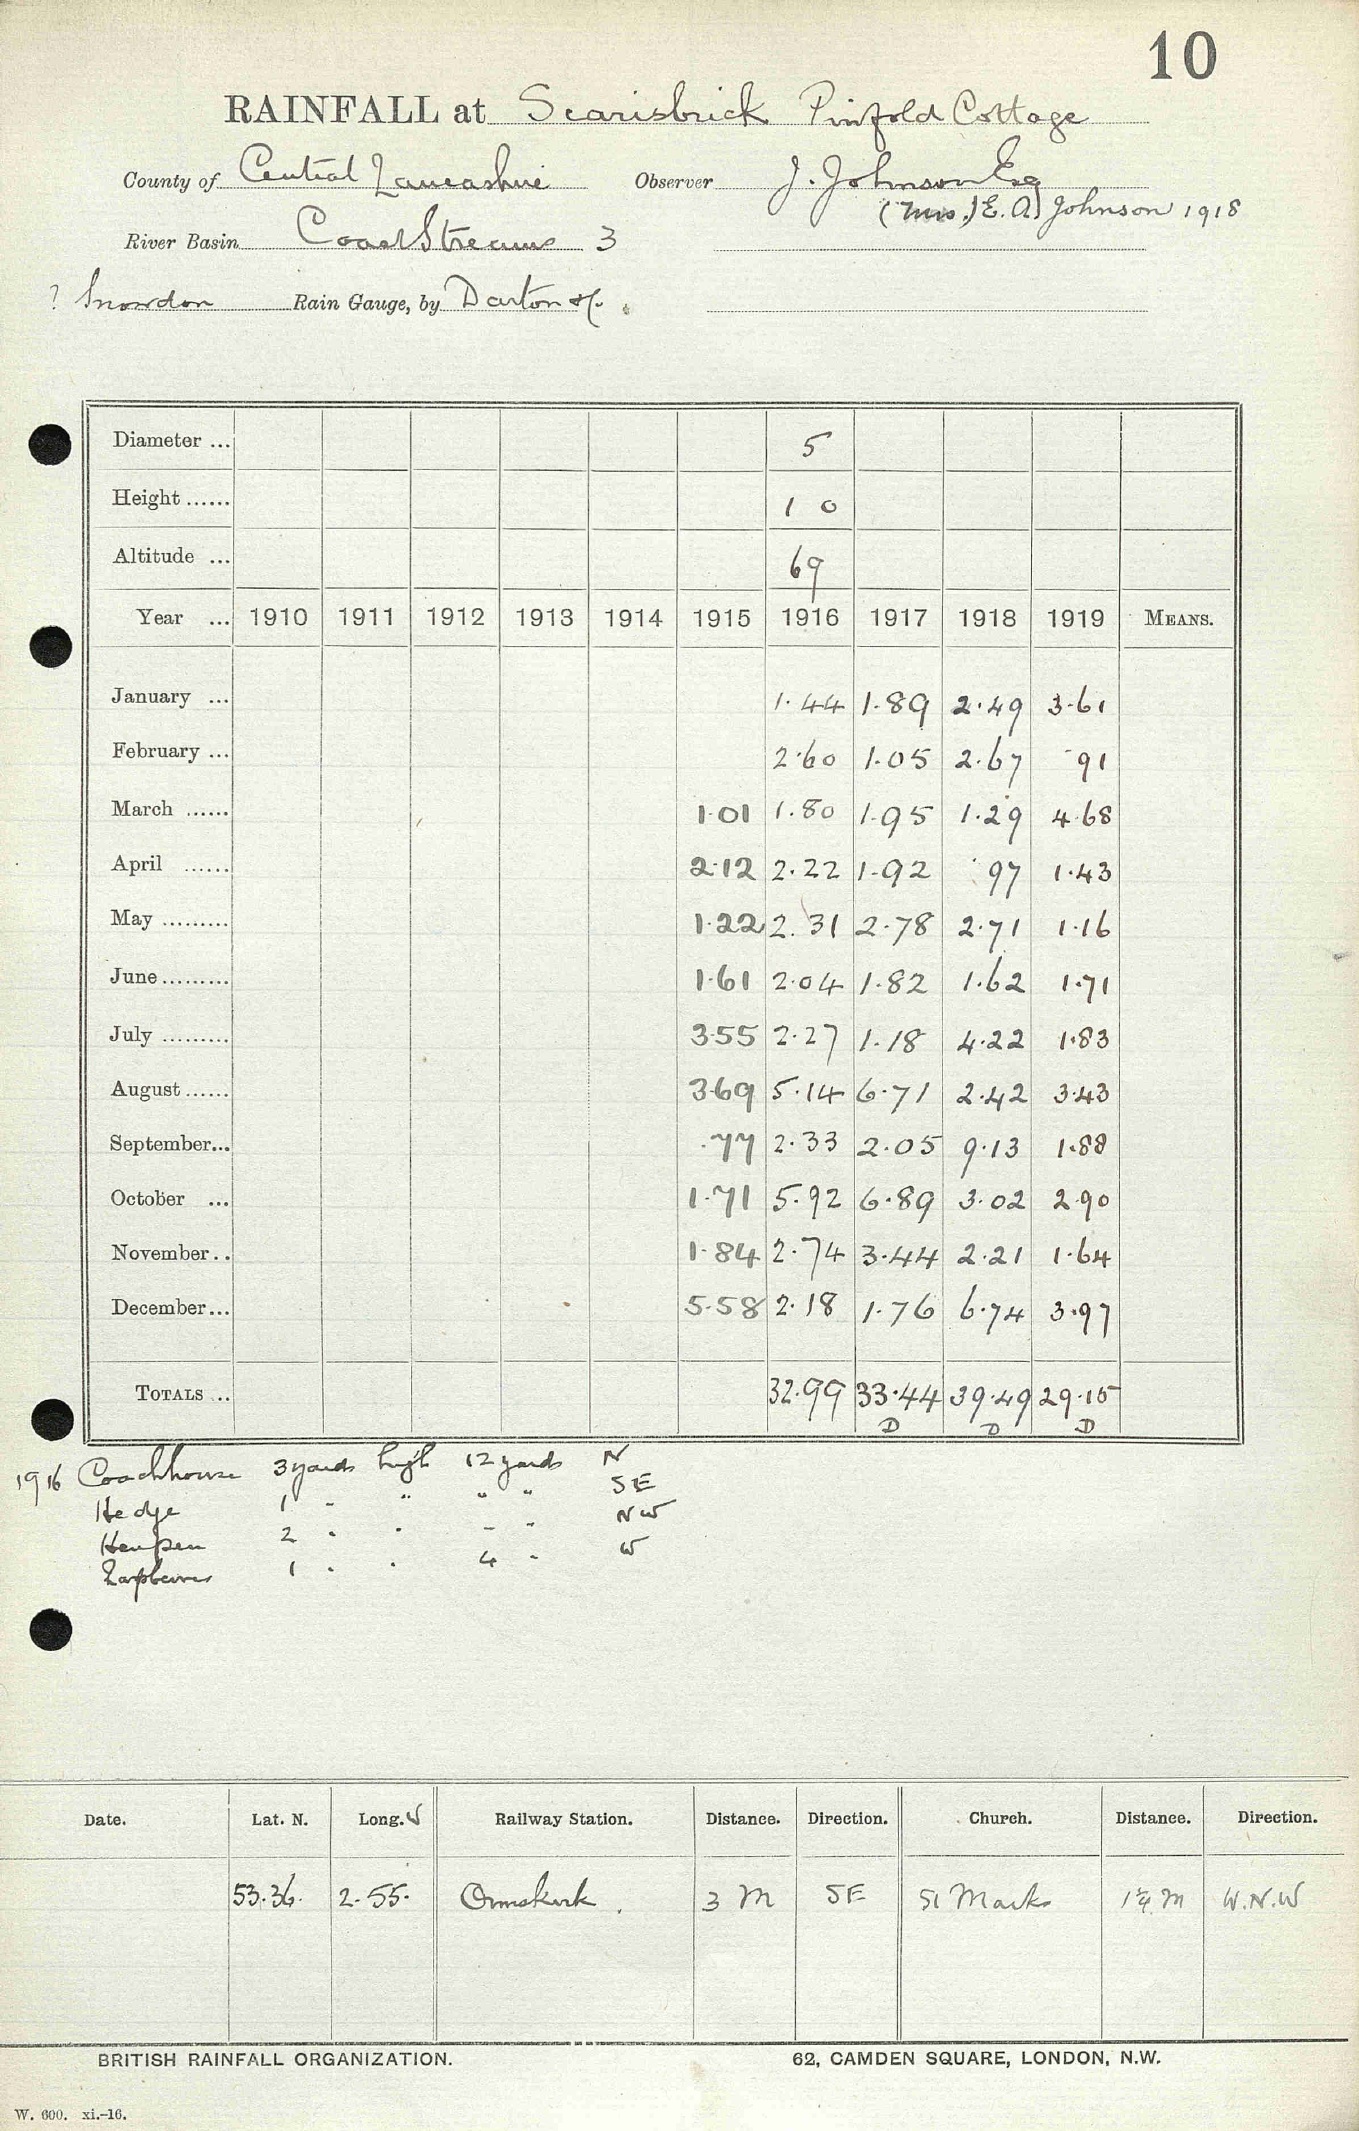 10
RAINFALL at Scarisbrick Pinfold Cottage
County of Central Lancashire Observer J. Johnson Esq
(Mrs.) E. A. Johnson 1918
River Basin Coast Streams 3
? Snowdon Rain Gauge, by Darton & Co.
Diameter ... 5
Height ...... 1 0
Altitude ... 69
Year ... 1910 1911 1912 1913 1914 1915 1916 1917 1918 1919 MEANS.
January ... 1.44 1.89 2.49 3.61
February ... 2.60 1.05 2.67 .91
March ...... 1.01 1.80 1.95 1.29 4.68
April ...... 2.12 2.22 1.92 .97 1.43
May ......... 1.22 2.31 2.78 2.71 1.16
June ......... 1.61 2.04 1.82 1.62 1.71
July ......... 3.55 2.27 1.18 4.22 1.83
August ...... 3.69 5.14 6.71 2.42 3.43
September... .77 2.33 2.05 9.13 1.88
October ... 1.71 5.92 6.89 3.02 2.90
November.. 1.84 2.74 3.44 2.21 1.64
December... 5.58 2.18 1.76 6.74 3.97
TOTALS .. 32.99 33.44 39.49 29.15
D D D
1916 Coachhouse 3 yards high 12 yards N
Hedge 1 " " " " SE
Henpen 2 " " " " NW
Raspberries 1 " " 4 " W
Date. Lat. N. Long. W Railway Station. Distance. Direction. Church. Distance. Direction.
53.36. 2.55. Ormskirk. 3 M SE St Marks M W.N.W
BRITISH RAINFALL ORGANIZATION. 62, CAMDEN SQUARE, LONDON, N.W.
W. 600. xi.-16.